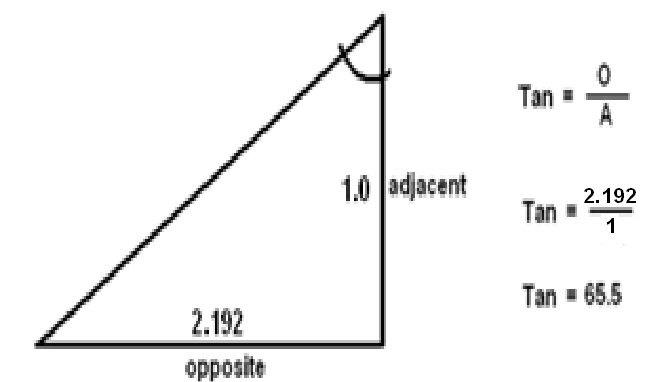 Tan = O
A
1.0 adjacent
Tan = 2.192
1
Tan = 65.5
2.192
opposite